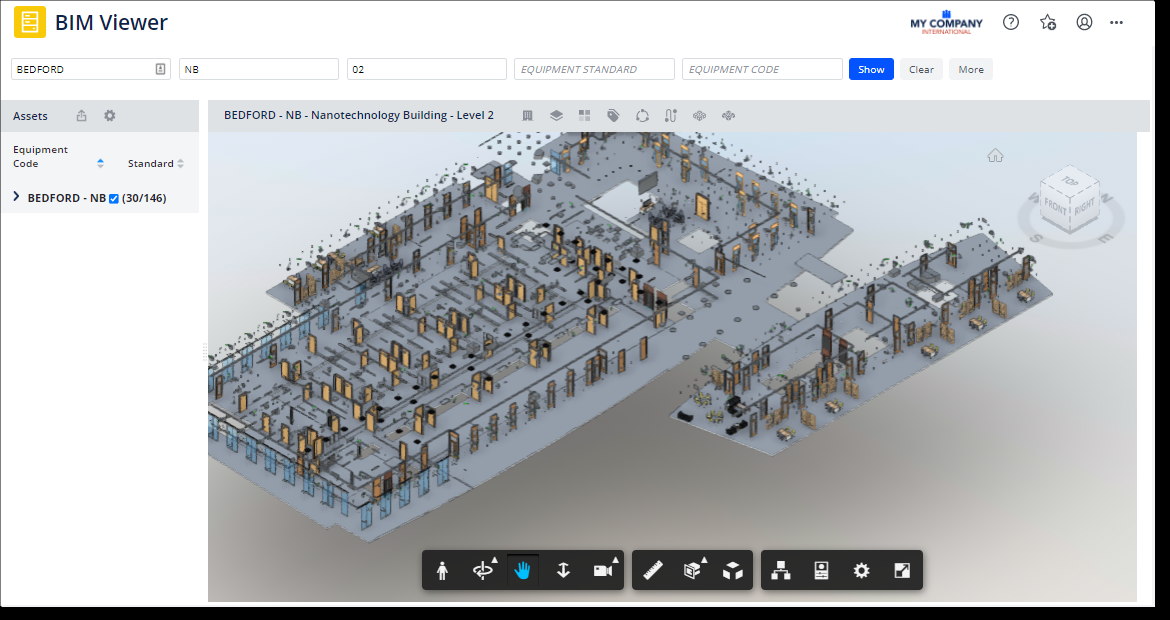 BIM Viewer
MY COMPANY
INTERNATIONAL
BEDFORD
NB
02
EQUIPMENT STANDARD
EQUIPMENT CODE
Show
Clear
More
Assets
BEDFORD - NB - Nanotechnology Building - Level 2
Equipment
Code
Standard
BEDFORD - NB (30/146)
TOP
FRONT
RIGHT
S
E